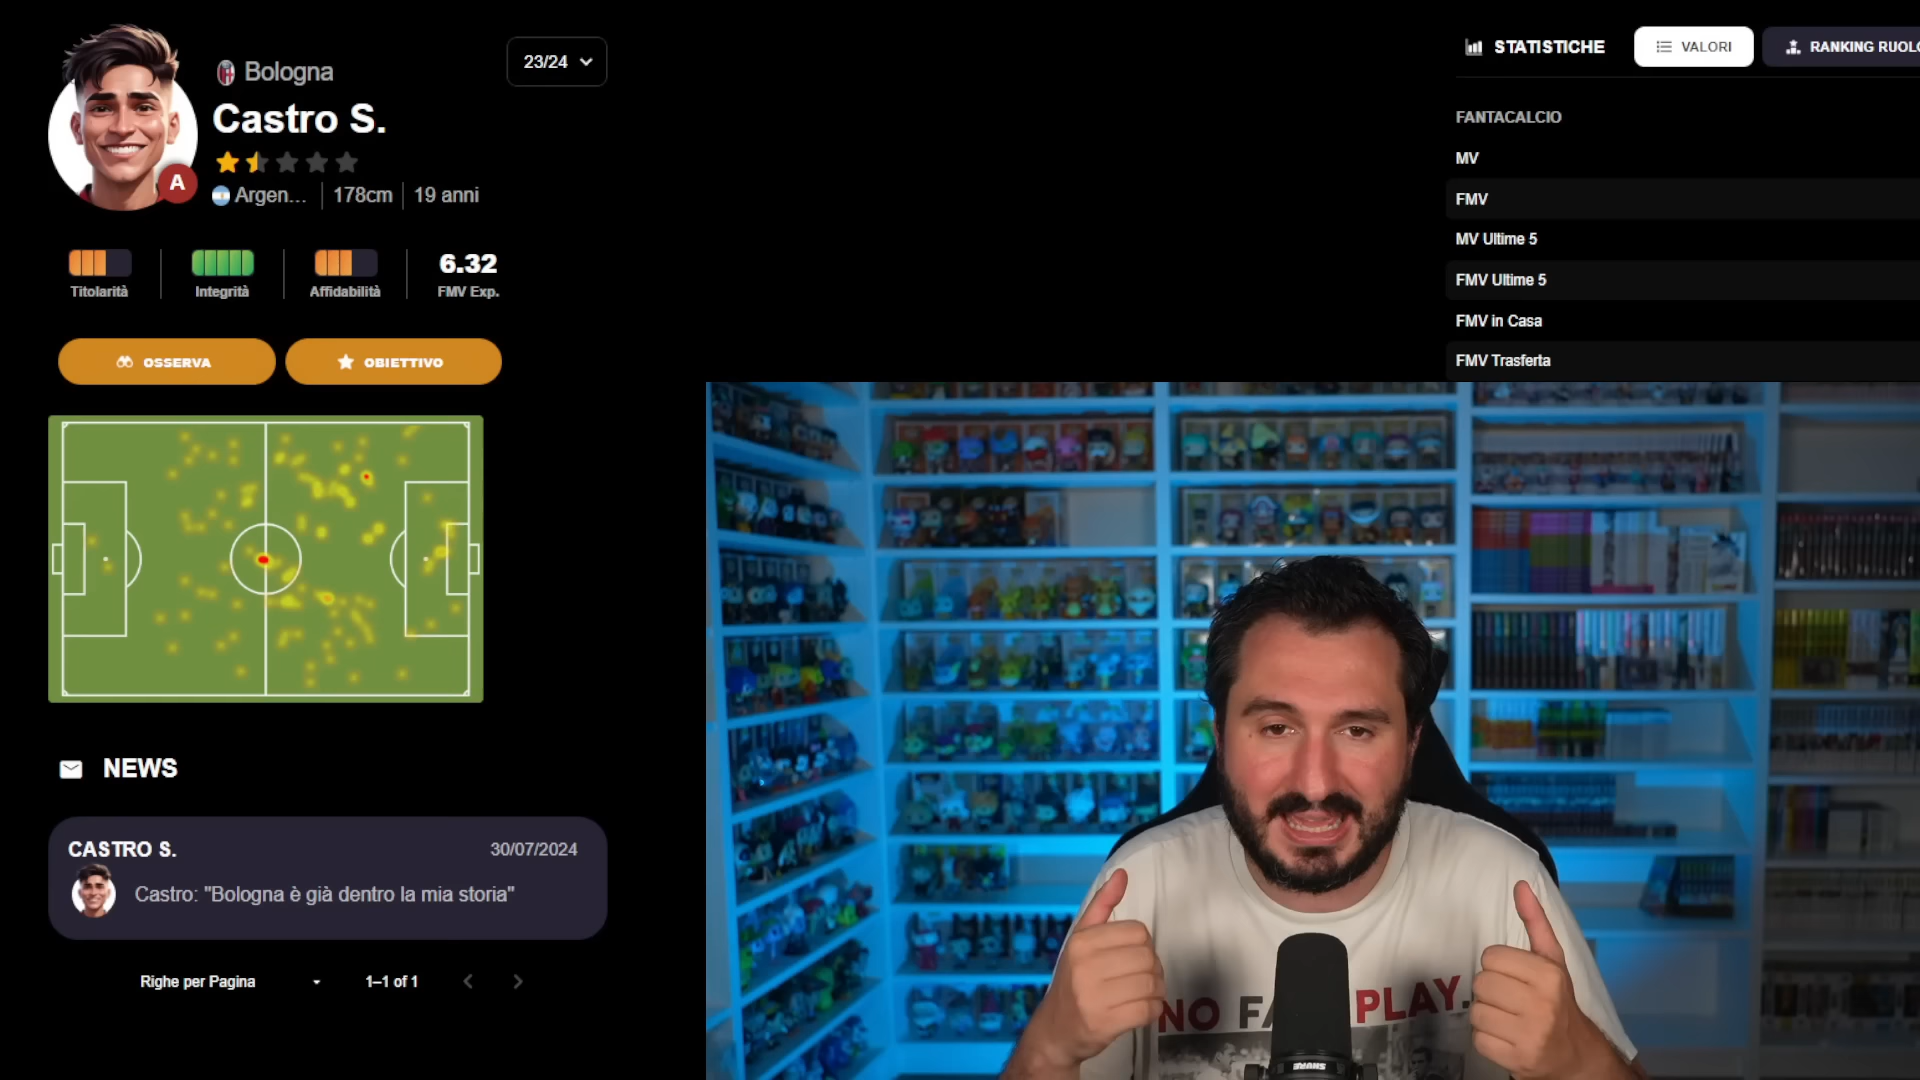 Bologna
23/24
Castro S.
A
Argen...
178cm
19 anni
Titolarità
Integrità
Affidabilità
6.32
FMV Exp.
OSSERVA
OBIETTIVO
NEWS
CASTRO S.
30/07/2024
Castro: "Bologna è già dentro la mia storia"
Righe per Pagina
1–1 of 1
STATISTICHE
VALORI
RANKING RUOLO
FANTACALCIO
MV
FMV
MV Ultime 5
FMV Ultime 5
FMV in Casa
FMV Trasferta
NO FA PLAY.
SHURE